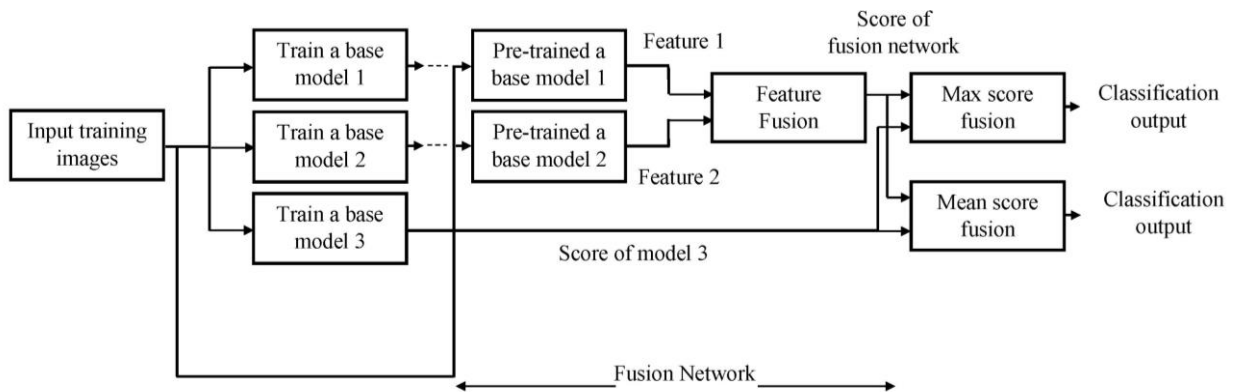 Input training
images
Train a base
model 1
Train a base
model 2
Train a base
model 3
Pre-trained a
base model 1
Pre-trained a
base model 2
Feature 1
Feature 2
Feature
Fusion
Score of
fusion network
Score of model 3
Max score
fusion
Mean score
fusion
Classification
output
Classification
output
Fusion Network